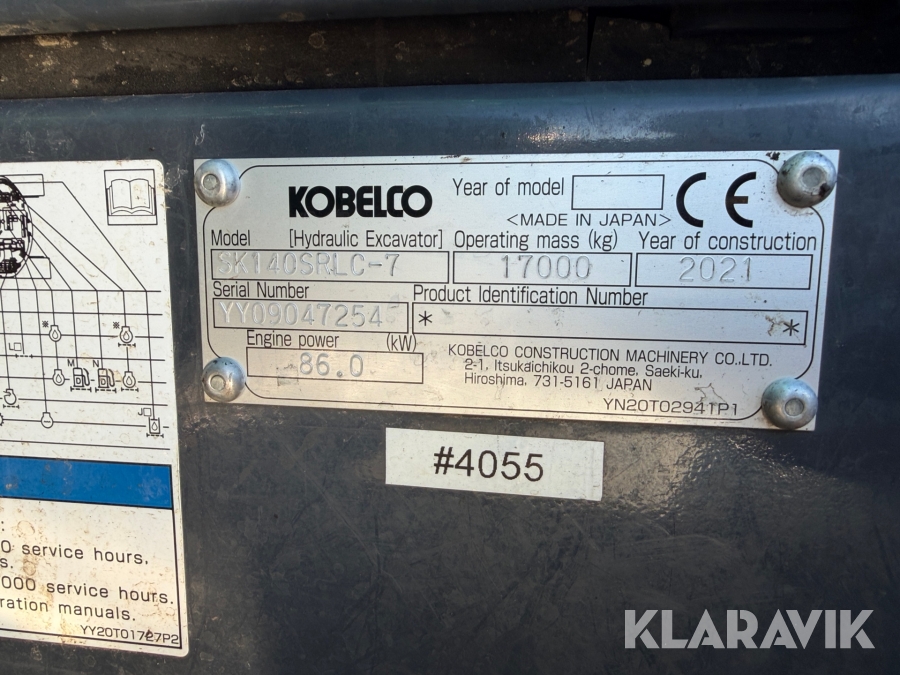 KOBELCO
Year of model
CE
<MADE IN JAPAN>
Model [Hydraulic Excavator] Operating mass (kg) Year of construction
SK140SRLC-7 17000 2021
Serial Number Product Identification Number
YY09047254 * *
Engine power (kW)
86.0
KOBELCO CONSTRUCTION MACHINERY CO.,LTD.
2-1, Itsukaichikou 2-chome, Saeki-ku,
Hiroshima, 731-5161 JAPAN
YN20T02941P1
#4055
M N
:
0 service hours,
s.
000 service hours.
ration manuals.
YY20T01727P2
KLARAVIK